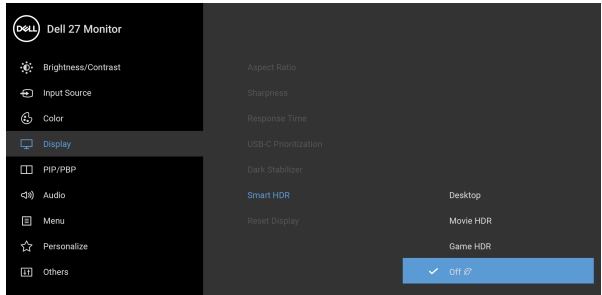 DELL Dell 27 Monitor
Brightness/Contrast
Input Source
Color
Display
PIP/PBP
Audio
Menu
Personalize
Others
Aspect Ratio
Sharpness
Response Time
USB-C Prioritization
Dark Stabilizer
Smart HDR
Reset Display
Desktop
Movie HDR
Game HDR
Off